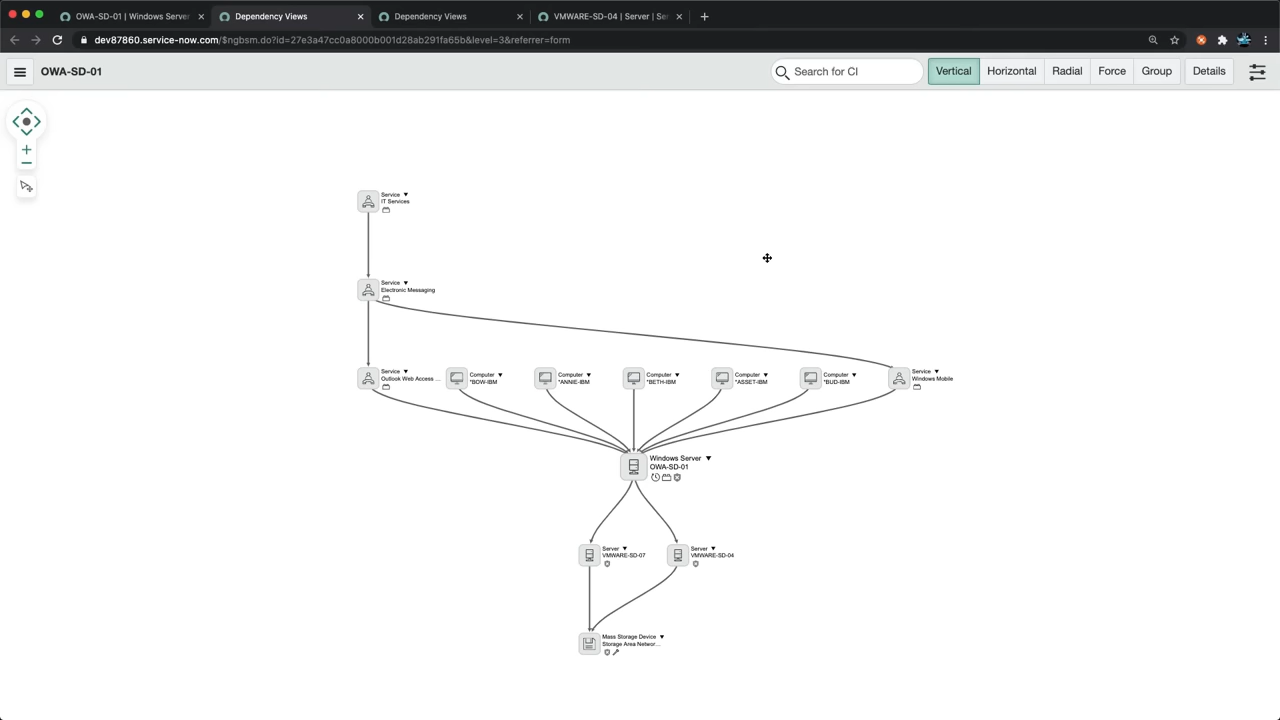 OWA-SD-01 | Windows Server
Dependency Views
Dependency Views
VMWARE-SD-04 | Server | Ser
dev87860.service-now.com/$ngbsm.do?id=27e3a47cc0a8000b001d28ab291fa65b&level=3&referrer=form
OWA-SD-01
Search for CI
Vertical
Horizontal
Radial
Force
Group
Details
Service
IT Services
Service
Electronic Messaging
Service
Outlook Web Access ...
Computer
*BOW-IBM
Computer
*ANNIE-IBM
Computer
*BETH-IBM
Computer
*ASSET-IBM
Computer
*BUD-IBM
Service
Windows Mobile
Windows Server
OWA-SD-01
Server
VMWARE-SD-07
Server
VMWARE-SD-04
Mass Storage Device
Storage Area Networ...